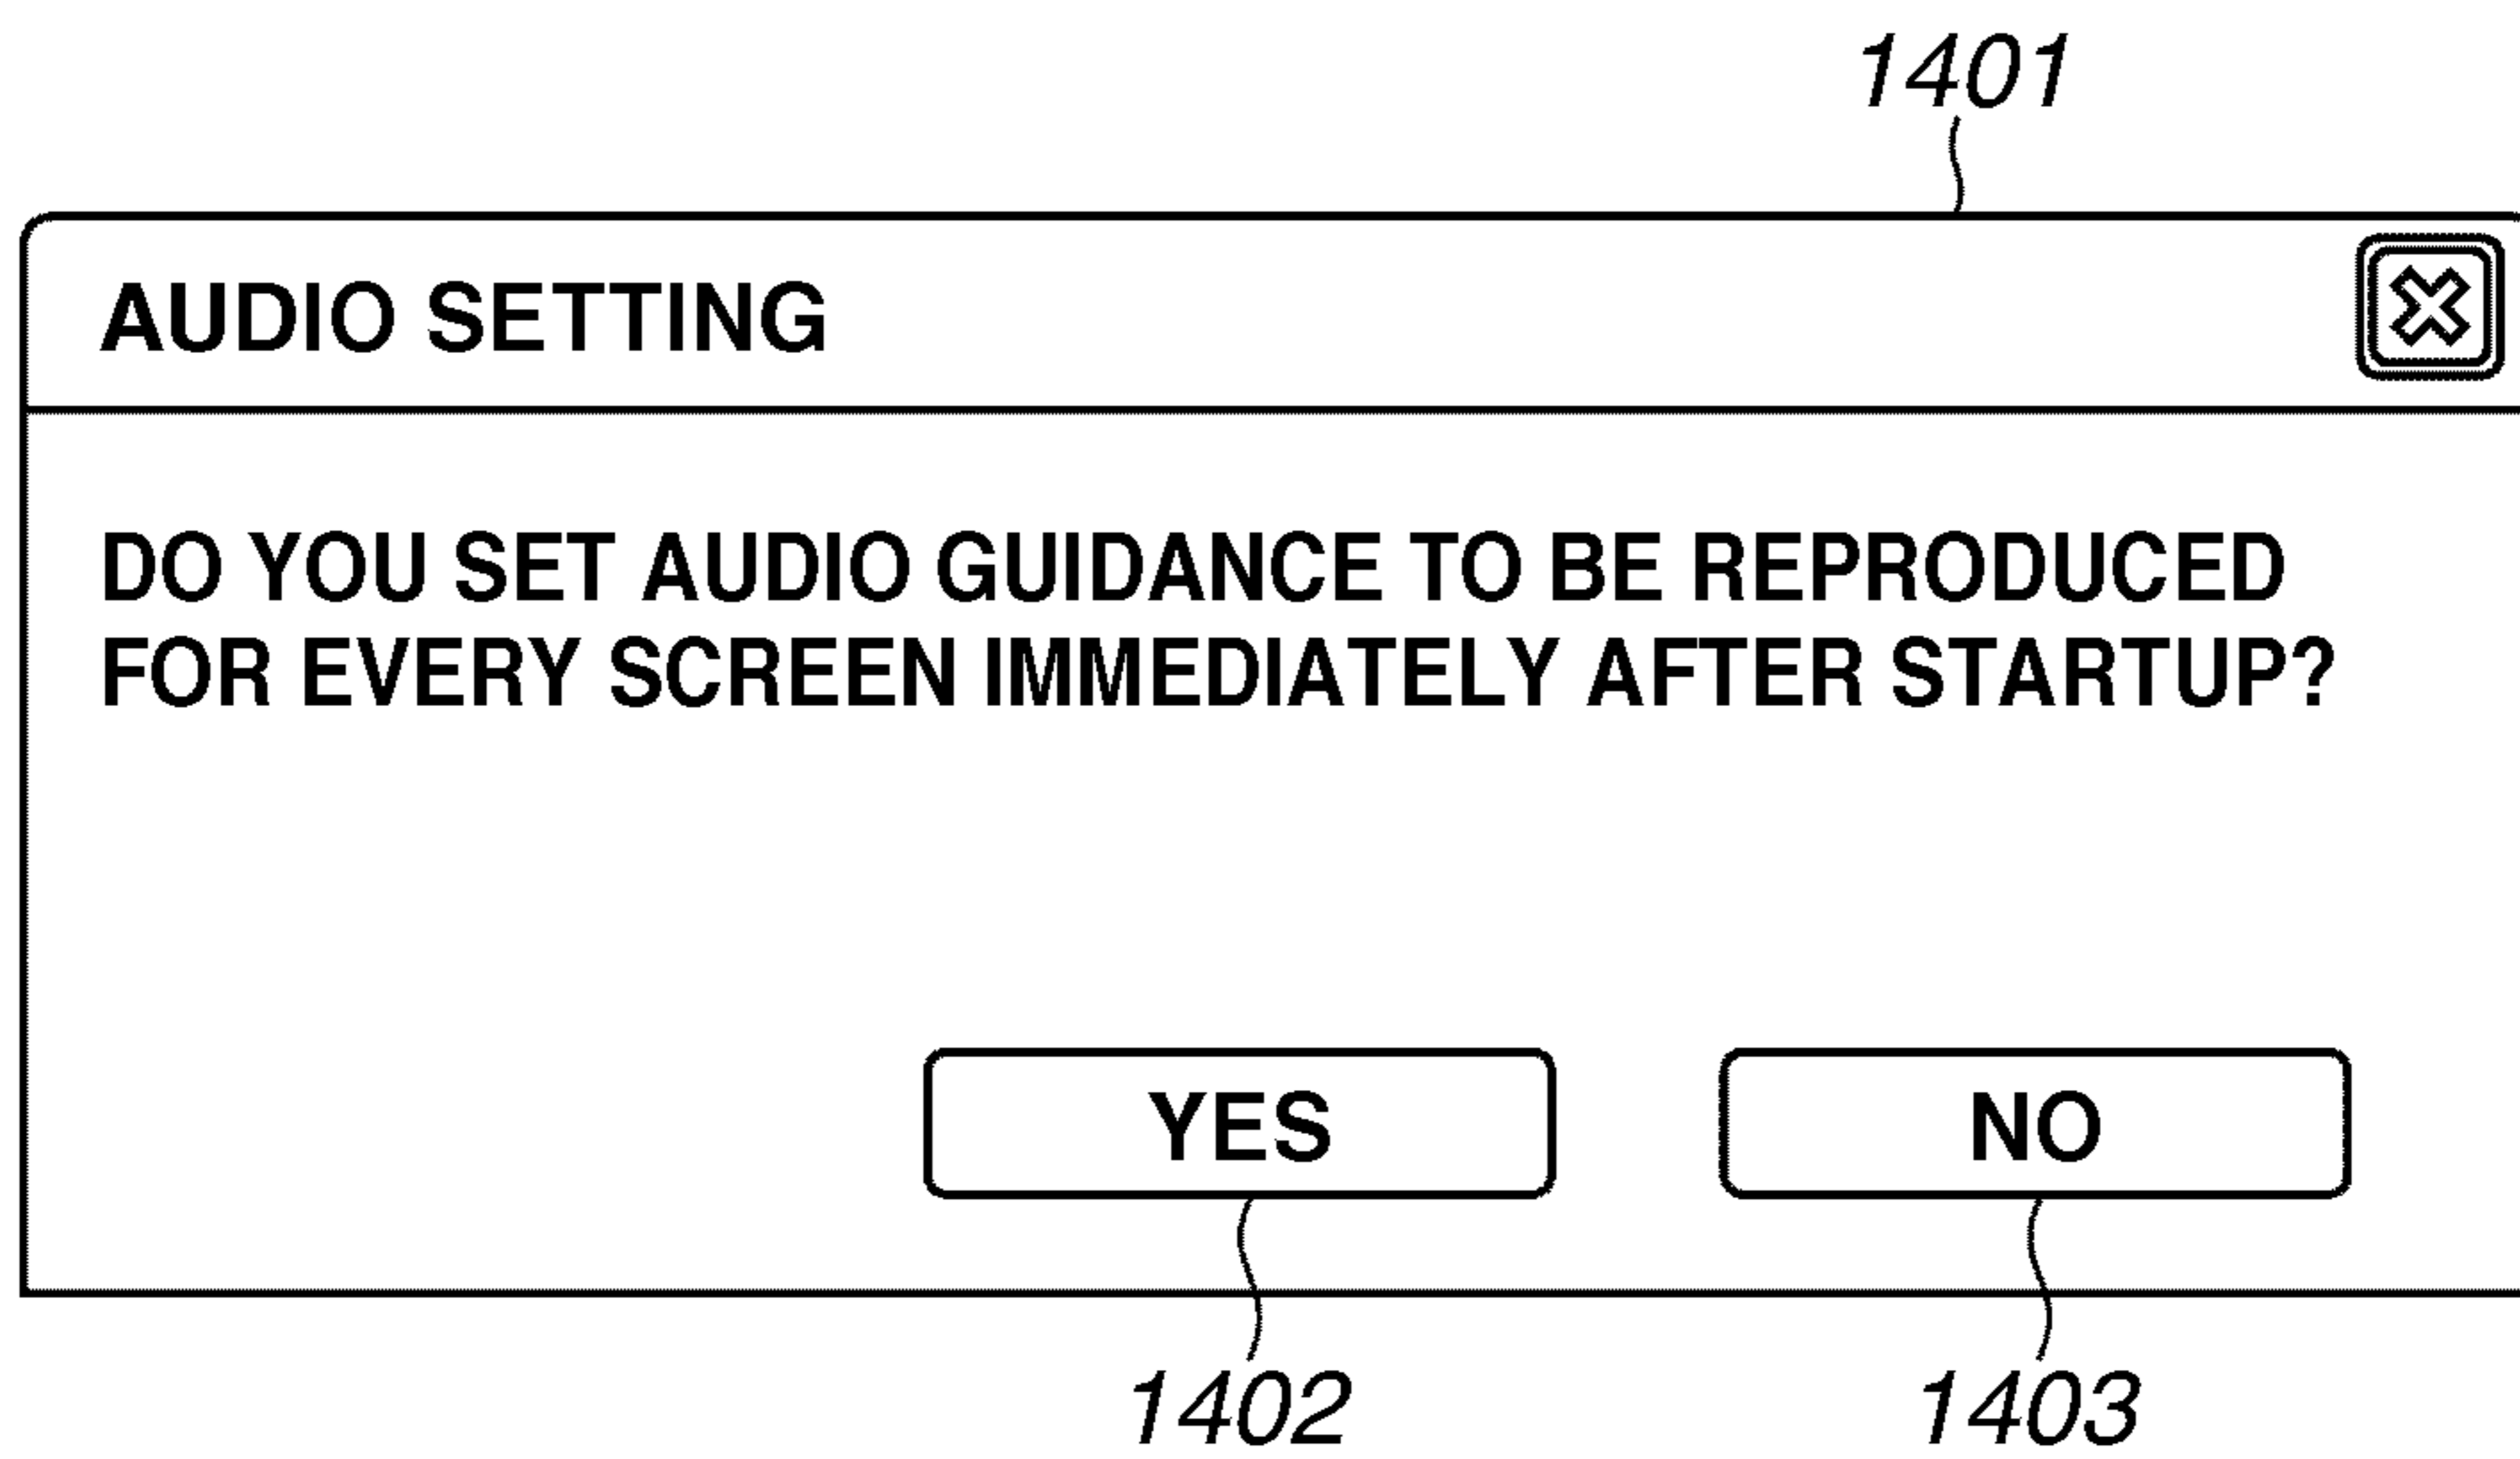 1401
AUDIO SETTING
DO YOU SET AUDIO GUIDANCE TO BE REPRODUCED
FOR EVERY SCREEN IMMEDIATELY AFTER STARTUP?
YES NO
1402 1403